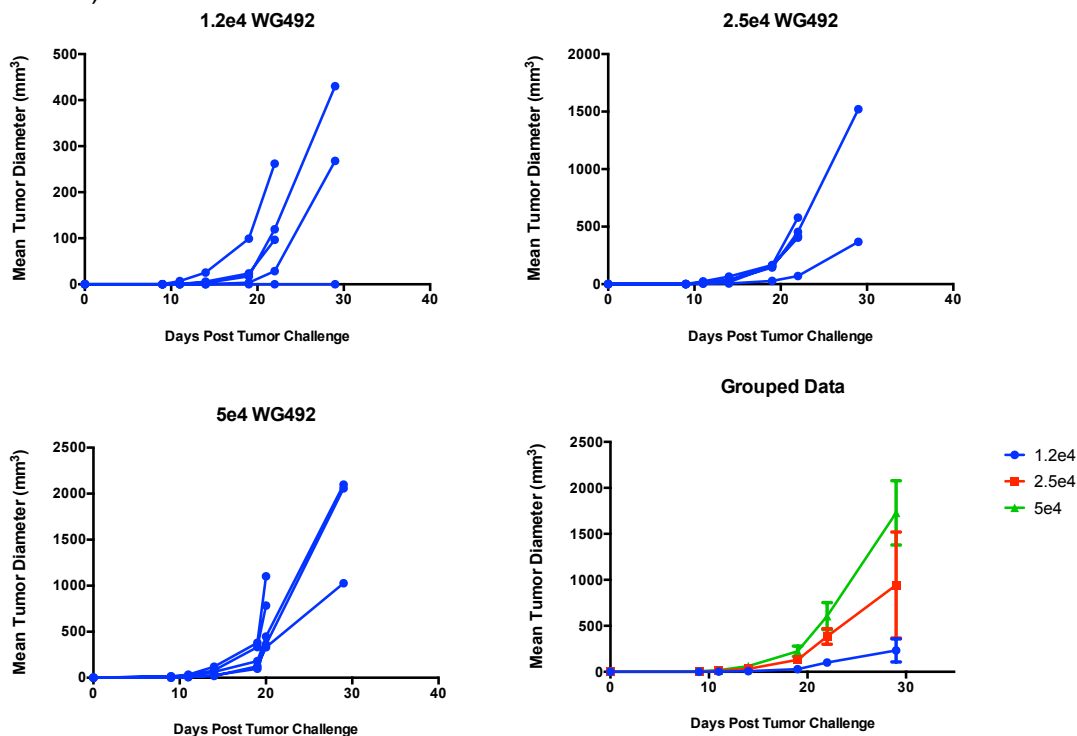 )
1.2e4 WG492
500
400
300
200
100
0
0 10 20 30 40
Mean Tumor Diameter (mm³)
Days Post Tumor Challenge
2.5e4 WG492
2000
1500
1000
500
0
0 10 20 30 40
Mean Tumor Diameter (mm³)
Days Post Tumor Challenge
5e4 WG492
2500
2000
1500
1000
500
0
0 10 20 30 40
Mean Tumor Diameter (mm³)
Days Post Tumor Challenge
Grouped Data
2500
2000
1500
1000
500
0
0 10 20 30
Mean Tumor Diameter (mm³)
Days Post Tumor Challenge
1.2e4
2.5e4
5e4